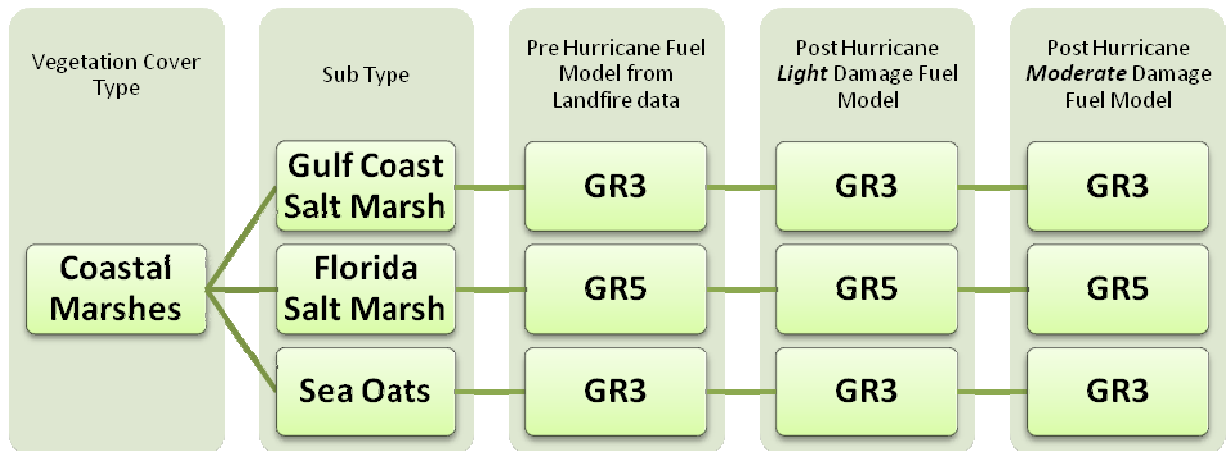 Vegetation Cover
Type
Sub Type
Pre Hurricane Fuel
Model from
Landfire data
Post Hurricane
Light Damage Fuel
Model
Post Hurricane
Moderate Damage
Fuel Model
Coastal
Marshes
Gulf Coast
Salt Marsh
GR3
GR3
GR3
Florida
Salt Marsh
GR5
GR5
GR5
Sea Oats
GR3
GR3
GR3